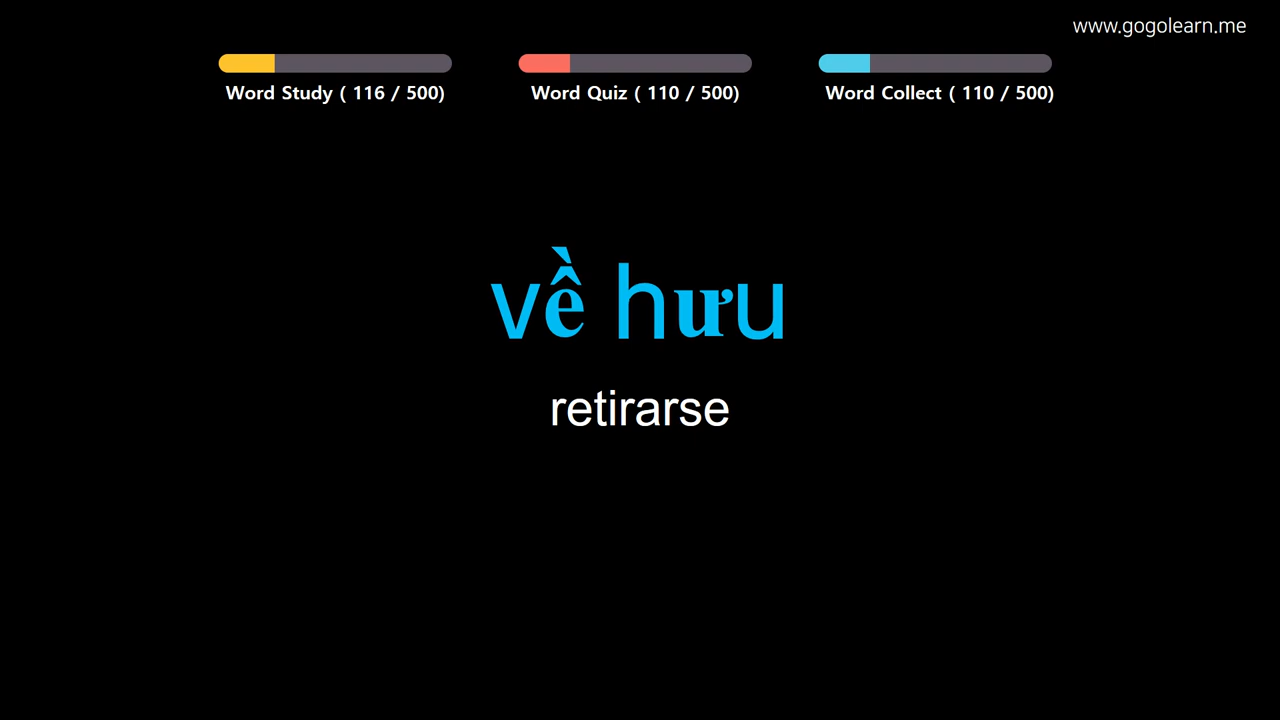 www.gogolearn.me
Word Study ( 116 / 500)
Word Quiz ( 110 / 500)
Word Collect ( 110 / 500)
về hưu
retirarse